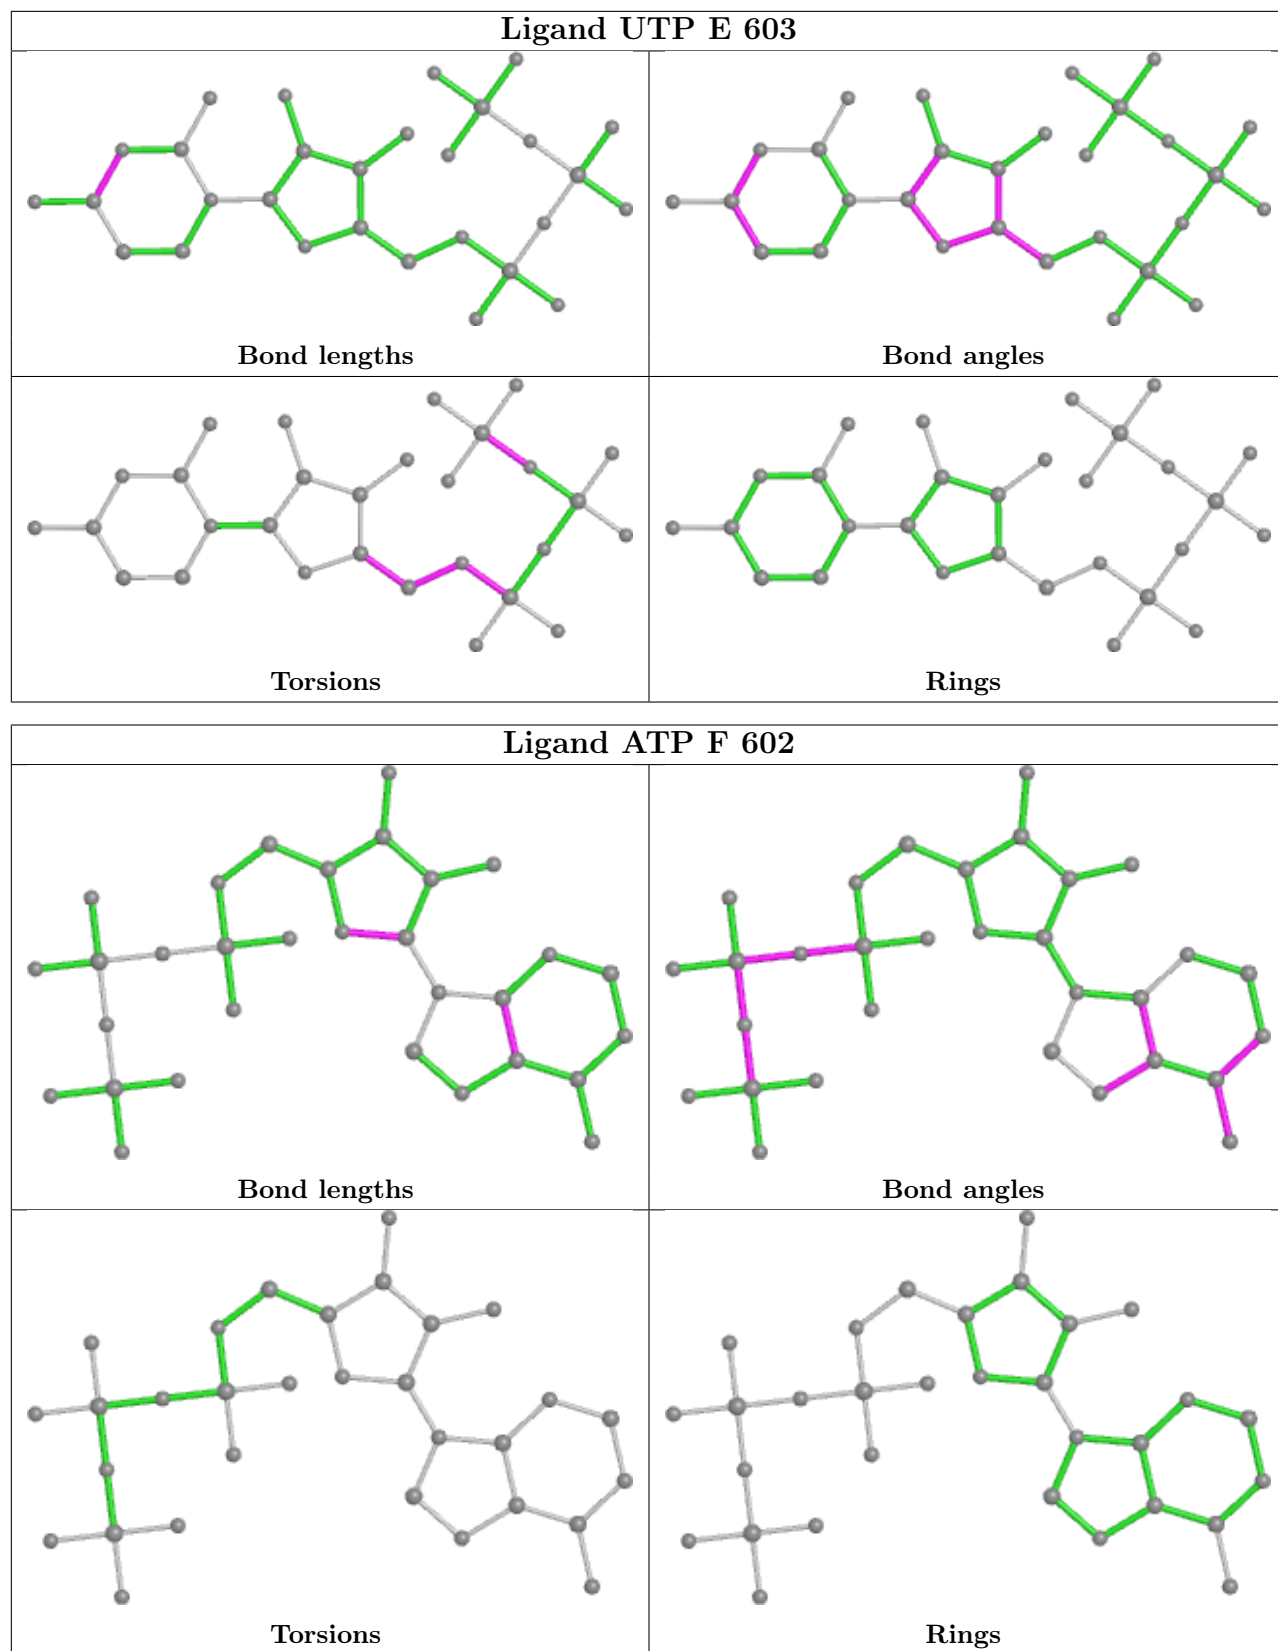 Ligand UTP E 603
Bond lengths
Bond angles
Torsions
Rings
Ligand ATP F 602
Bond lengths
Bond angles
Torsions
Rings